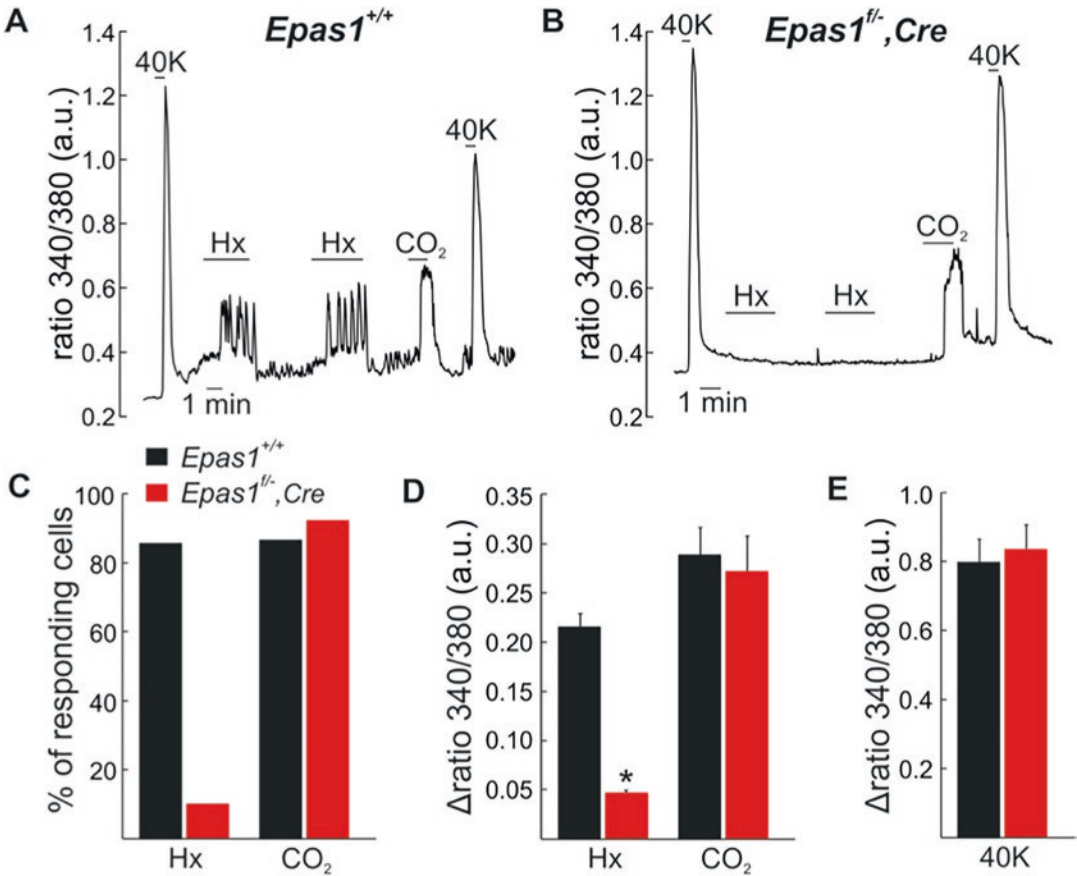 A
Epas1+/+
1.4
1.2
1.0
0.8
0.6
0.4
0.2
ratio 340/380 (a.u.)
40K
Hx
Hx
CO2
40K
1 min
B
Epas1f/-,Cre
1.4
1.2
1.0
0.8
0.6
0.4
0.2
ratio 340/380 (a.u.)
40K
Hx
Hx
CO2
40K
1 min
C
Epas1+/+
Epas1f/-,Cre
100
80
60
40
20
% of responding cells
Hx
CO2
D
0.35
0.30
0.25
0.20
0.15
0.10
0.05
Δratio 340/380 (a.u.)
*
Hx
CO2
E
1.0
0.8
0.6
0.4
0.2
Δratio 340/380 (a.u.)
40K